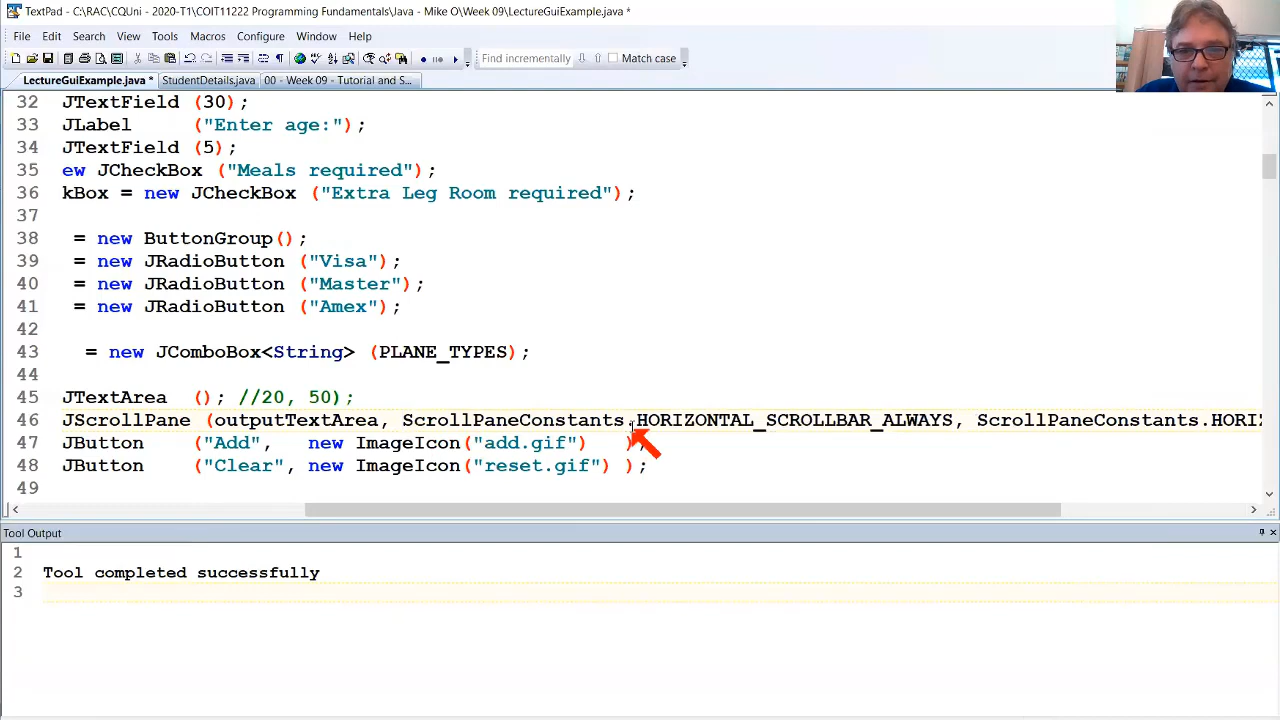 TextPad - C:\RAC\CQUni - 2020-T1\COIT11222 Programming Fundamentals\Java - Mike O\Week 09\LectureGuiExample.java *
File Edit Search View Tools Macros Configure Window Help
Find incrementally Match case
LectureGuiExample.java * StudentDetails.java 00 - Week 09 - Tutorial and S...
32 JTextField (30);
33 JLabel ("Enter age:");
34 JTextField (5);
35 ew JCheckBox ("Meals required");
36 kBox = new JCheckBox ("Extra Leg Room required");
37
38 = new ButtonGroup();
39 = new JRadioButton ("Visa");
40 = new JRadioButton ("Master");
41 = new JRadioButton ("Amex");
42
43 = new JComboBox<String> (PLANE_TYPES);
44
45 JTextArea (); //20, 50);
46 JScrollPane (outputTextArea, ScrollPaneConstants.HORIZONTAL_SCROLLBAR_ALWAYS, ScrollPaneConstants.HORIZ
47 JButton ("Add", new ImageIcon("add.gif") );
48 JButton ("Clear", new ImageIcon("reset.gif") );
49
Tool Output
1
2 Tool completed successfully
3